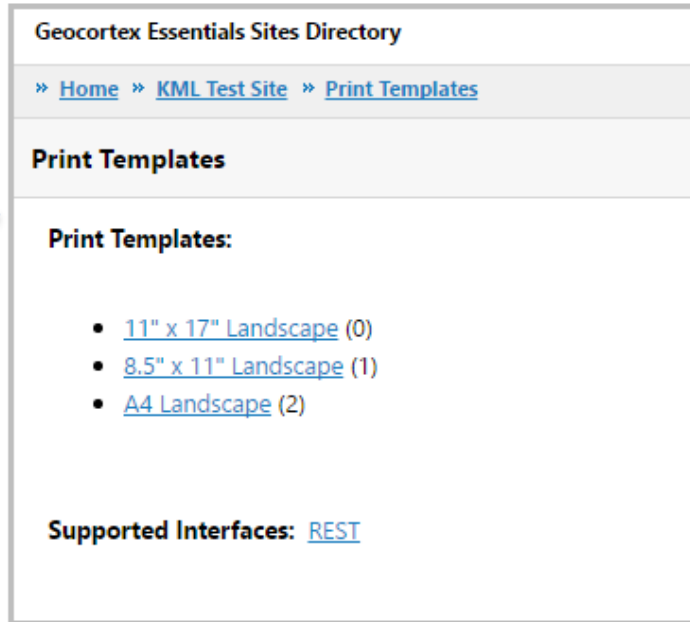 Geocortex Essentials Sites Directory
» Home » KML Test Site » Print Templates
Print Templates
Print Templates:
• 11" x 17" Landscape (0)
• 8.5" x 11" Landscape (1)
• A4 Landscape (2)
Supported Interfaces: REST